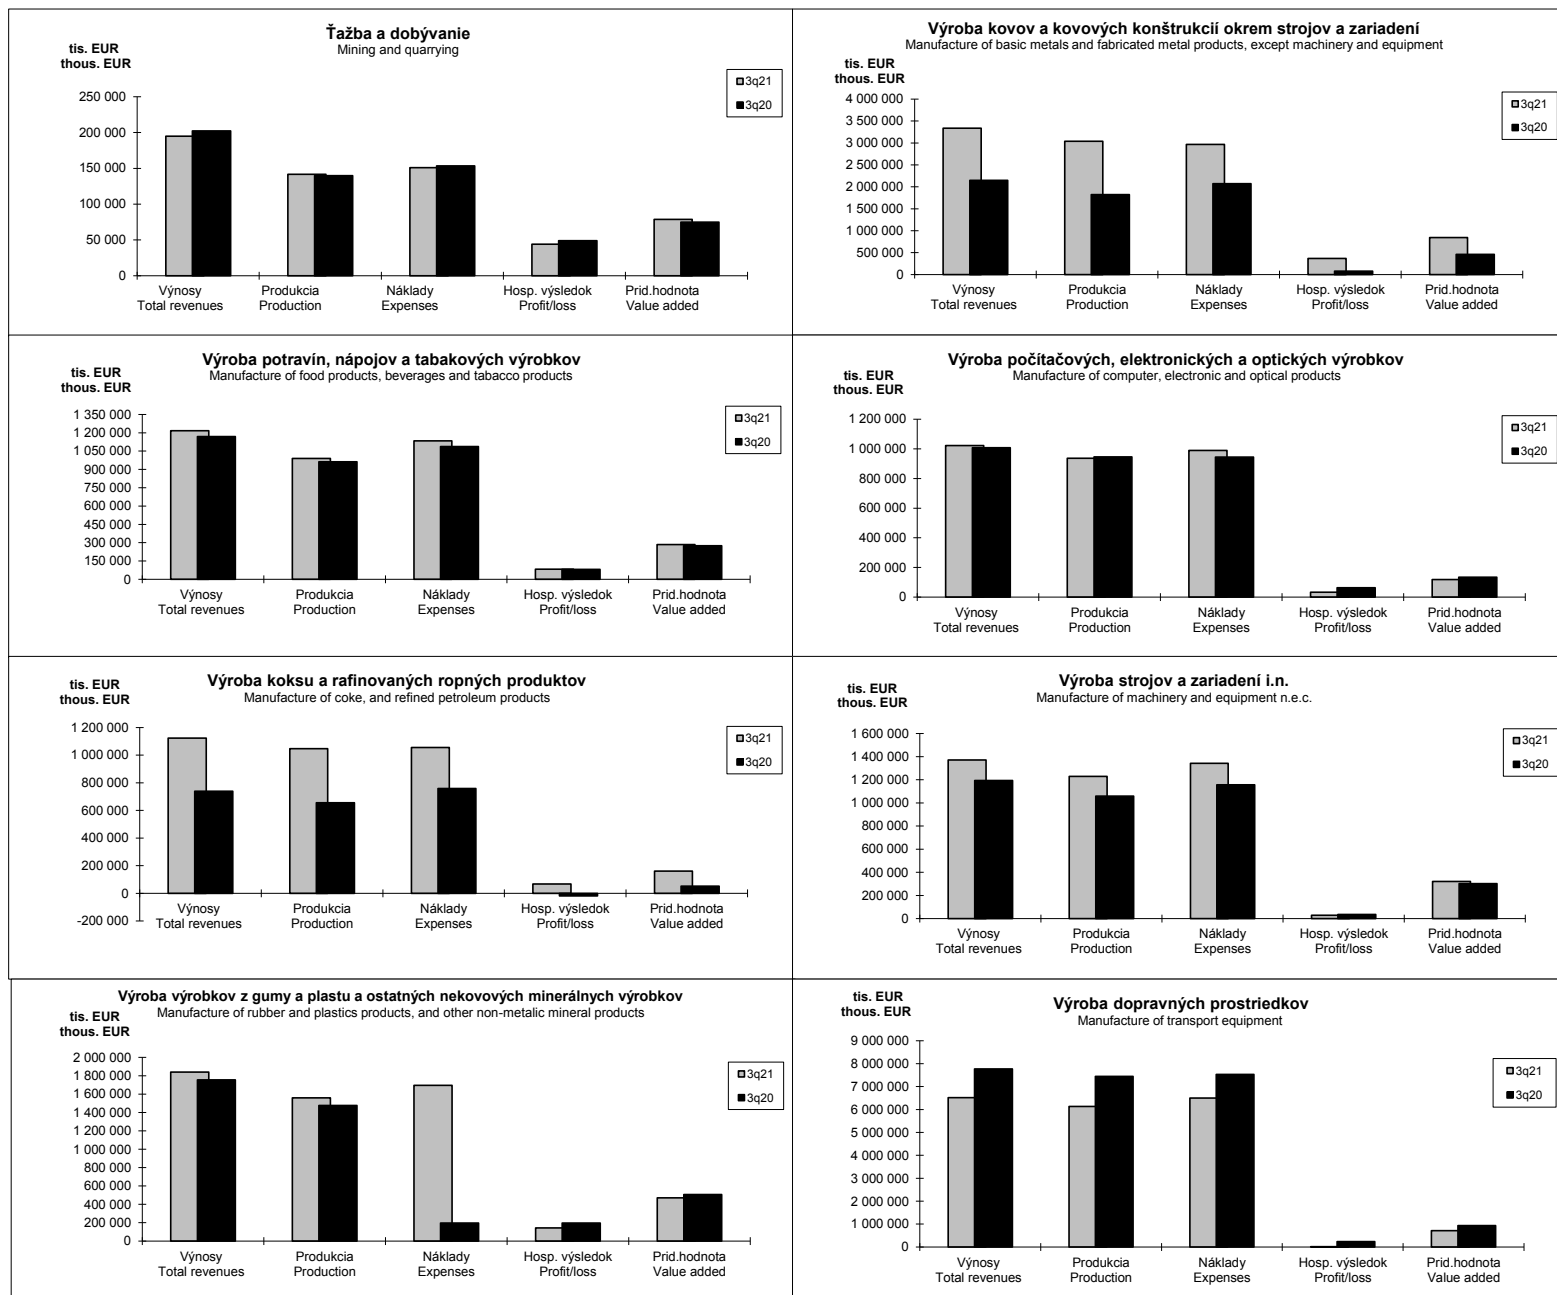 Ťažba a dobývanie
Mining and quarrying
tis. EUR
thous. EUR
3q21
3q20
250 000
200 000
150 000
100 000
50 000
0
Výnosy Produkcia Náklady Hosp. výsledok Prid.hodnota
Total revenues Production Expenses Profit/loss Value added
Výroba kovov a kovových konštrukcií okrem strojov a zariadení
Manufacture of basic metals and fabricated metal products, except machinery and equipment
tis. EUR
thous. EUR
3q21
3q20
4 000 000
3 500 000
3 000 000
2 500 000
2 000 000
1 500 000
1 000 000
500 000
0
Výnosy Produkcia Náklady Hosp. výsledok Prid.hodnota
Total revenues Production Expenses Profit/loss Value added
Výroba potravín, nápojov a tabakových výrobkov
Manufacture of food products, beverages and tabacco products
tis. EUR
thous. EUR
3q21
3q20
1 350 000
1 200 000
1 050 000
900 000
750 000
600 000
450 000
300 000
150 000
0
Výnosy Produkcia Náklady Hosp. výsledok Prid.hodnota
Total revenues Production Expenses Profit/loss Value added
Výroba počítačových, elektronických a optických výrobkov
Manufacture of computer, electronic and optical products
tis. EUR
thous. EUR
3q21
3q20
1 200 000
1 000 000
800 000
600 000
400 000
200 000
0
Výnosy Produkcia Náklady Hosp. výsledok Prid.hodnota
Total revenues Production Expenses Profit/loss Value added
Výroba koksu a rafinovaných ropných produktov
Manufacture of coke, and refined petroleum products
tis. EUR
thous. EUR
3q21
3q20
1 200 000
1 000 000
800 000
600 000
400 000
200 000
0
-200 000
Výnosy Produkcia Náklady Hosp. výsledok Prid.hodnota
Total revenues Production Expenses Profit/loss Value added
Výroba strojov a zariadení i.n.
Manufacture of machinery and equipment n.e.c.
tis. EUR
thous. EUR
3q21
3q20
1 600 000
1 400 000
1 200 000
1 000 000
800 000
600 000
400 000
200 000
0
Výnosy Produkcia Náklady Hosp. výsledok Prid.hodnota
Total revenues Production Expenses Profit/loss Value added
Výroba výrobkov z gumy a plastu a ostatných nekovových minerálnych výrobkov
Manufacture of rubber and plastics products, and other non-metalic mineral products
tis. EUR
thous. EUR
3q21
3q20
2 000 000
1 800 000
1 600 000
1 400 000
1 200 000
1 000 000
800 000
600 000
400 000
200 000
0
Výnosy Produkcia Náklady Hosp. výsledok Prid.hodnota
Total revenues Production Expenses Profit/loss Value added
Výroba dopravných prostriedkov
Manufacture of transport equipment
tis. EUR
thous. EUR
3q21
3q20
9 000 000
8 000 000
7 000 000
6 000 000
5 000 000
4 000 000
3 000 000
2 000 000
1 000 000
0
Výnosy Produkcia Náklady Hosp. výsledok Prid.hodnota
Total revenues Production Expenses Profit/loss Value added